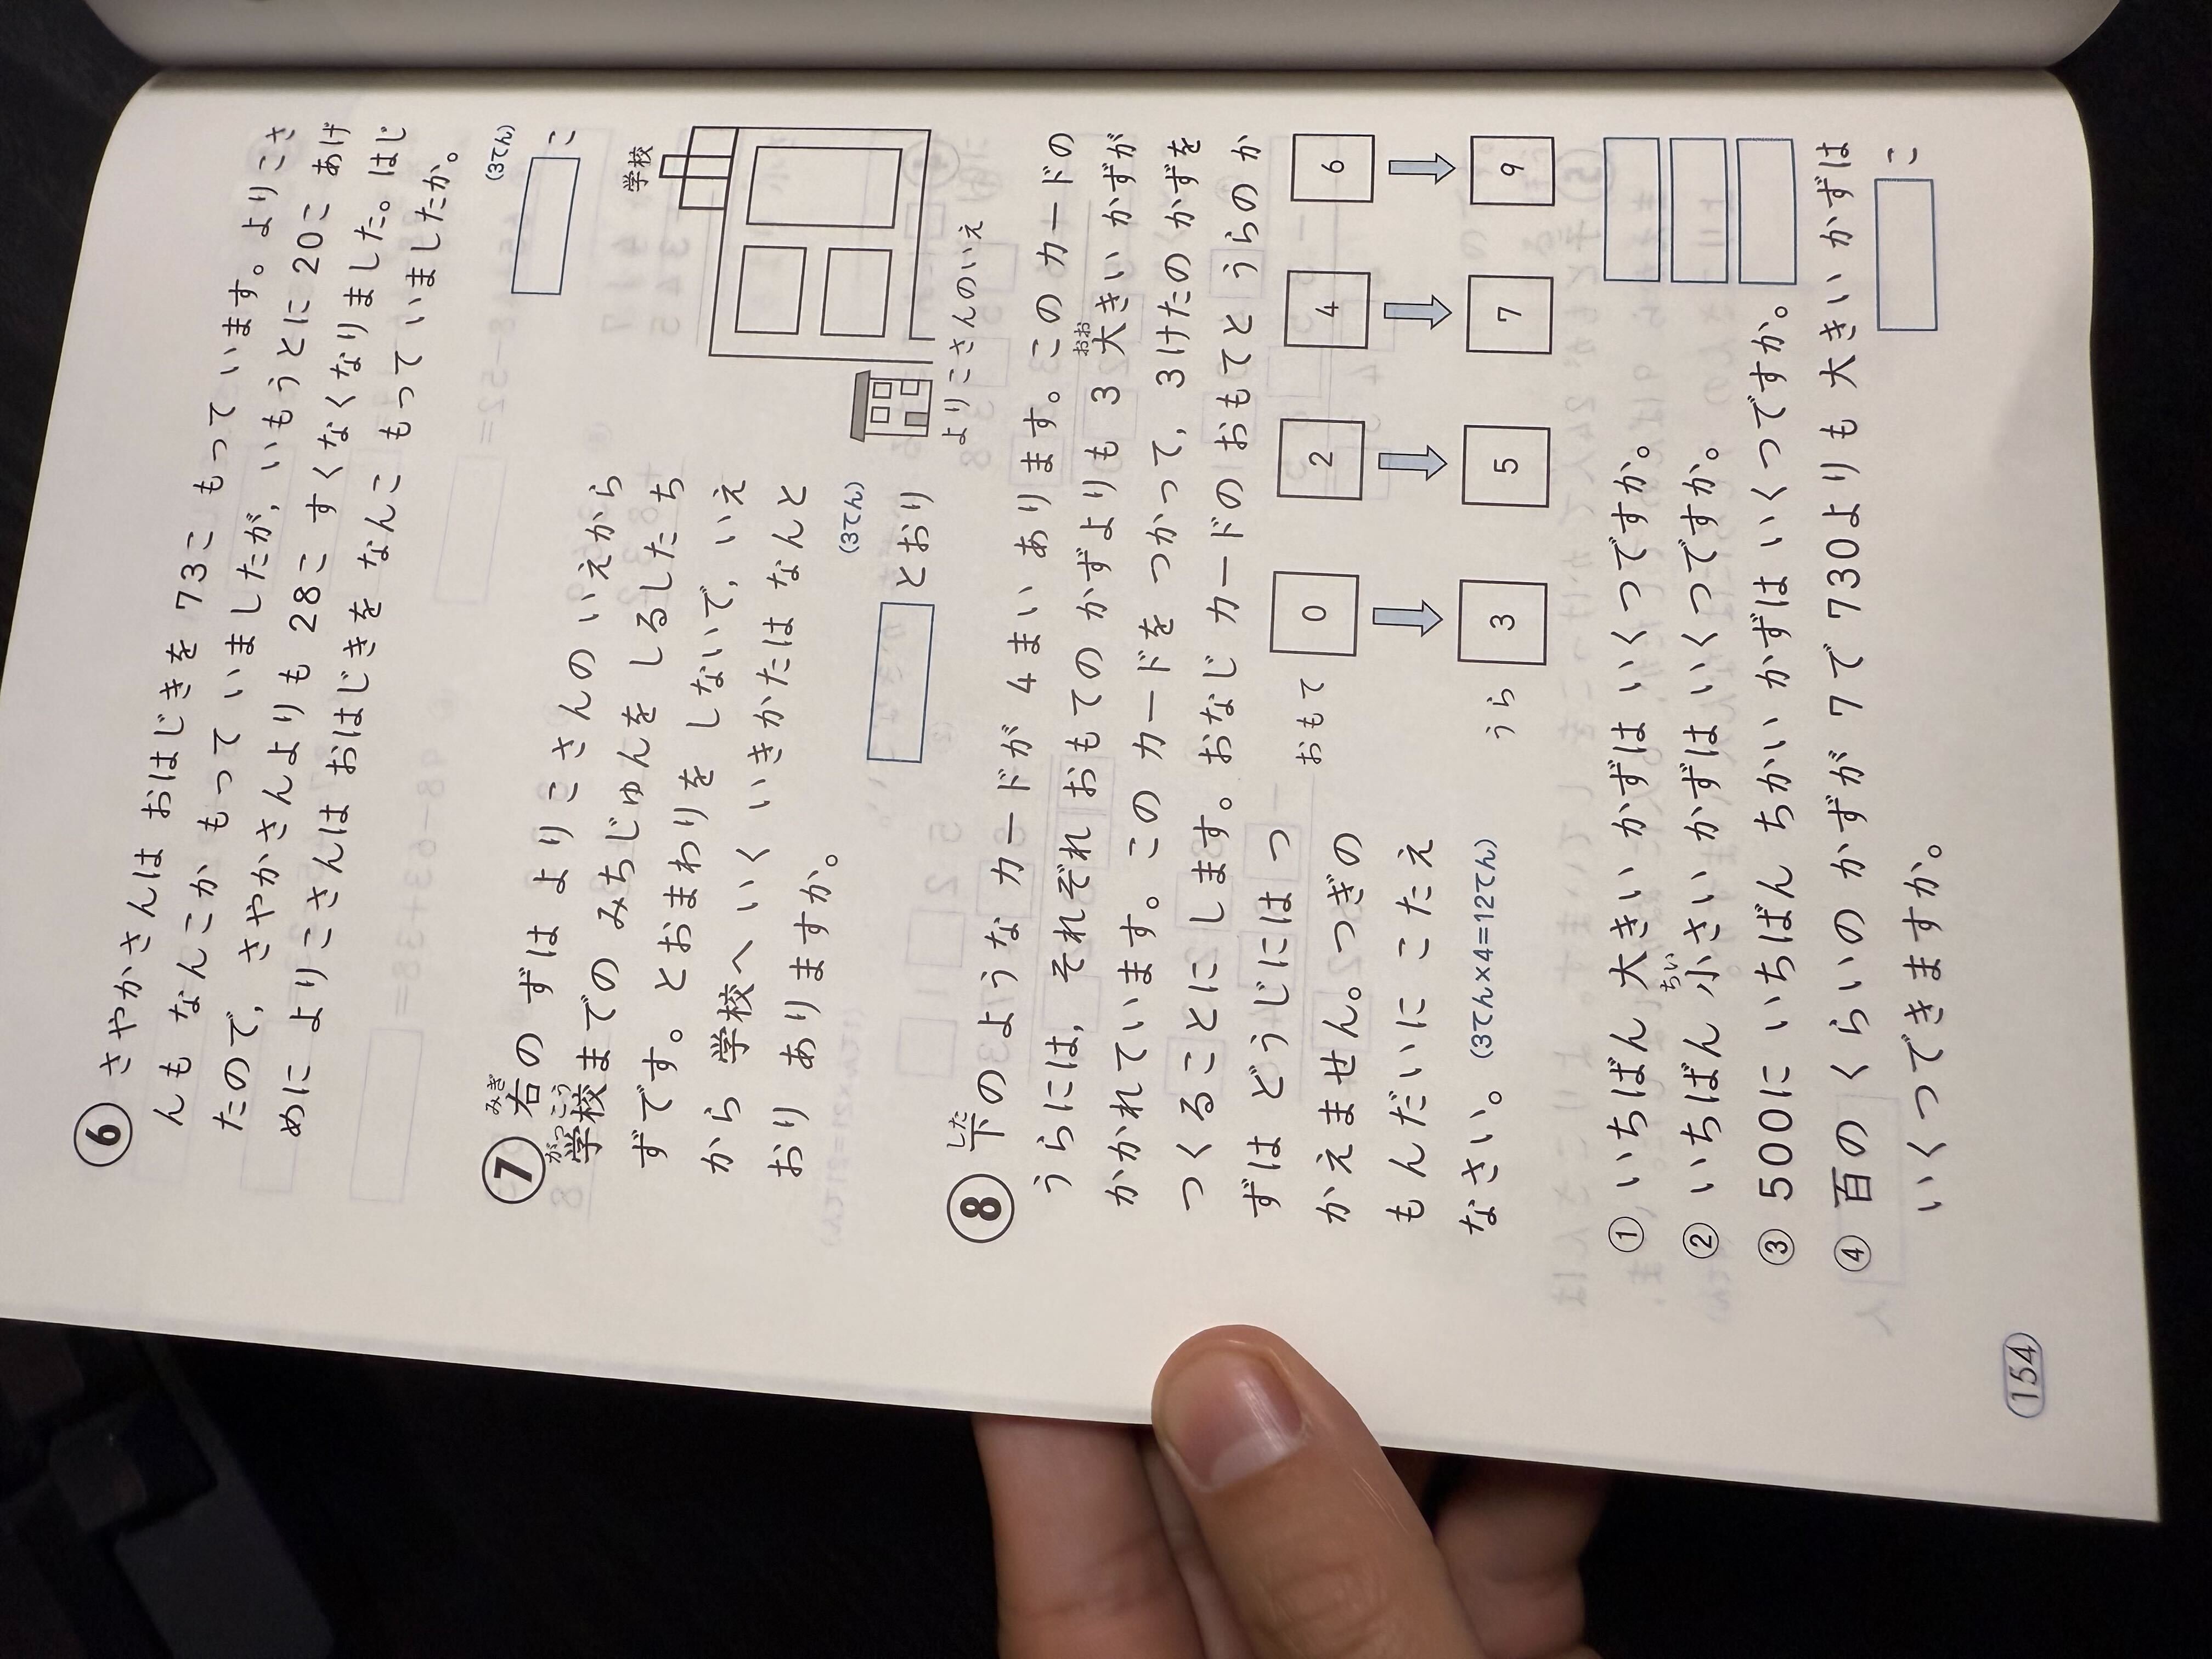 ⑥ さやかさんは おはじきを 73こ もって います。よりこさ
んも なんこか もって いましたが, いもうとに 20こ あげ
たので, さやかさんよりも 28こ すくなくなりました。はじ
めに よりこさんは おはじきを なんこ もって いましたか。
(3てん)
こ
⑦ 右の ずは よりこさんの いえから
みぎ
学校までの みちじゅんを しるしたち
がっこう
ずです。とおまわりを しないで, いえ
から 学校へ いく いきかたは なんと
おり ありますか。
(3てん)
とおり
学校
よりこさんのいえ
⑧ 下のような カードが 4まい あります。このカードの
した
うらには, それぞれ おもての かずよりも 3 大きい かずが
おお
かかれています。この カードを つかって, 3けたの かずを
つくることに します。おなじ カードの おもてと うらの か
ずは どうじには つ
かえません。つぎの
もんだいに こたえ
なさい。(3てん×4=12てん)
おもて 0 2 4 6
うら 3 5 7 9
① いちばん 大きい かずは いくつですか。
② いちばん 小さい かずは いくつですか。
ちい
③ 500に いちばん ちかい かずは いくつですか。
④ 百の くらいの かずが 7で 730よりも 大きい かずは
いくつできますか。
こ
154